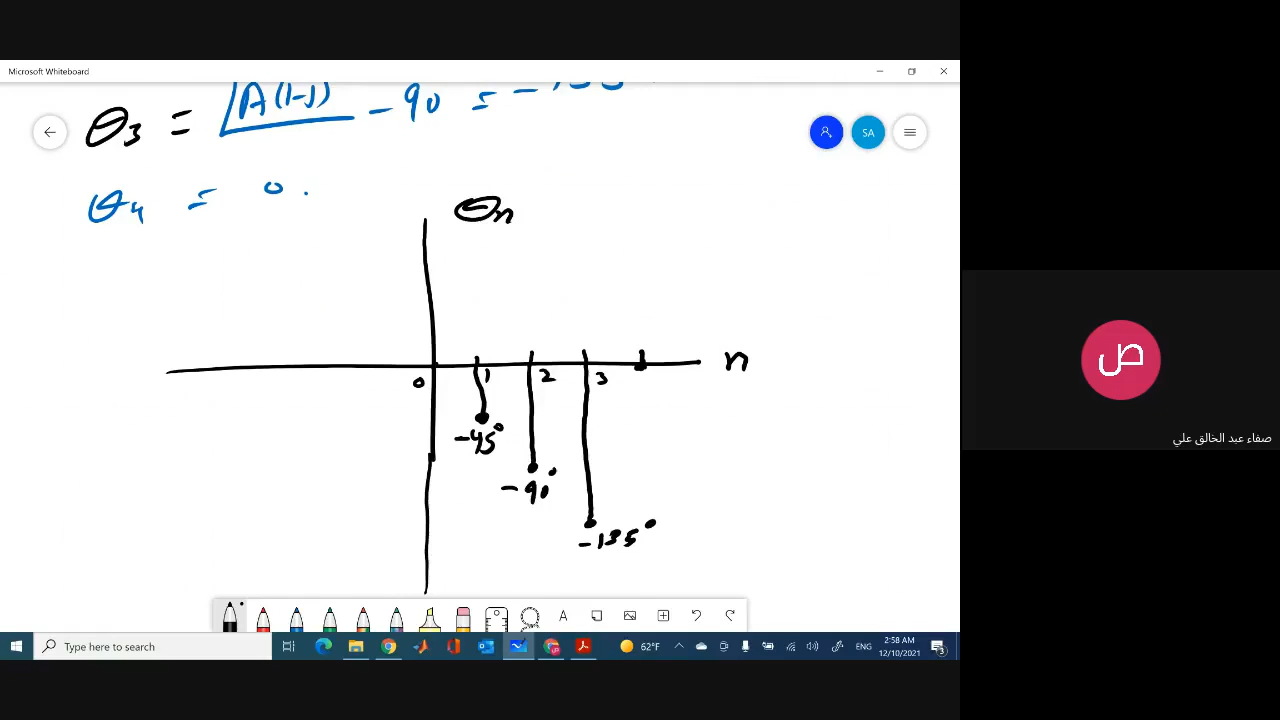 Microsoft Whiteboard
θ3 = A(1-j) - 90 = -135
θ4 = 0.
SA
θn
n
0 1 2 3
-45°
-90°
-135°
صفاء عبد الخالق علي
ص
A
Type here to search
62°F
ENG
2:58 AM
12/10/2021
3